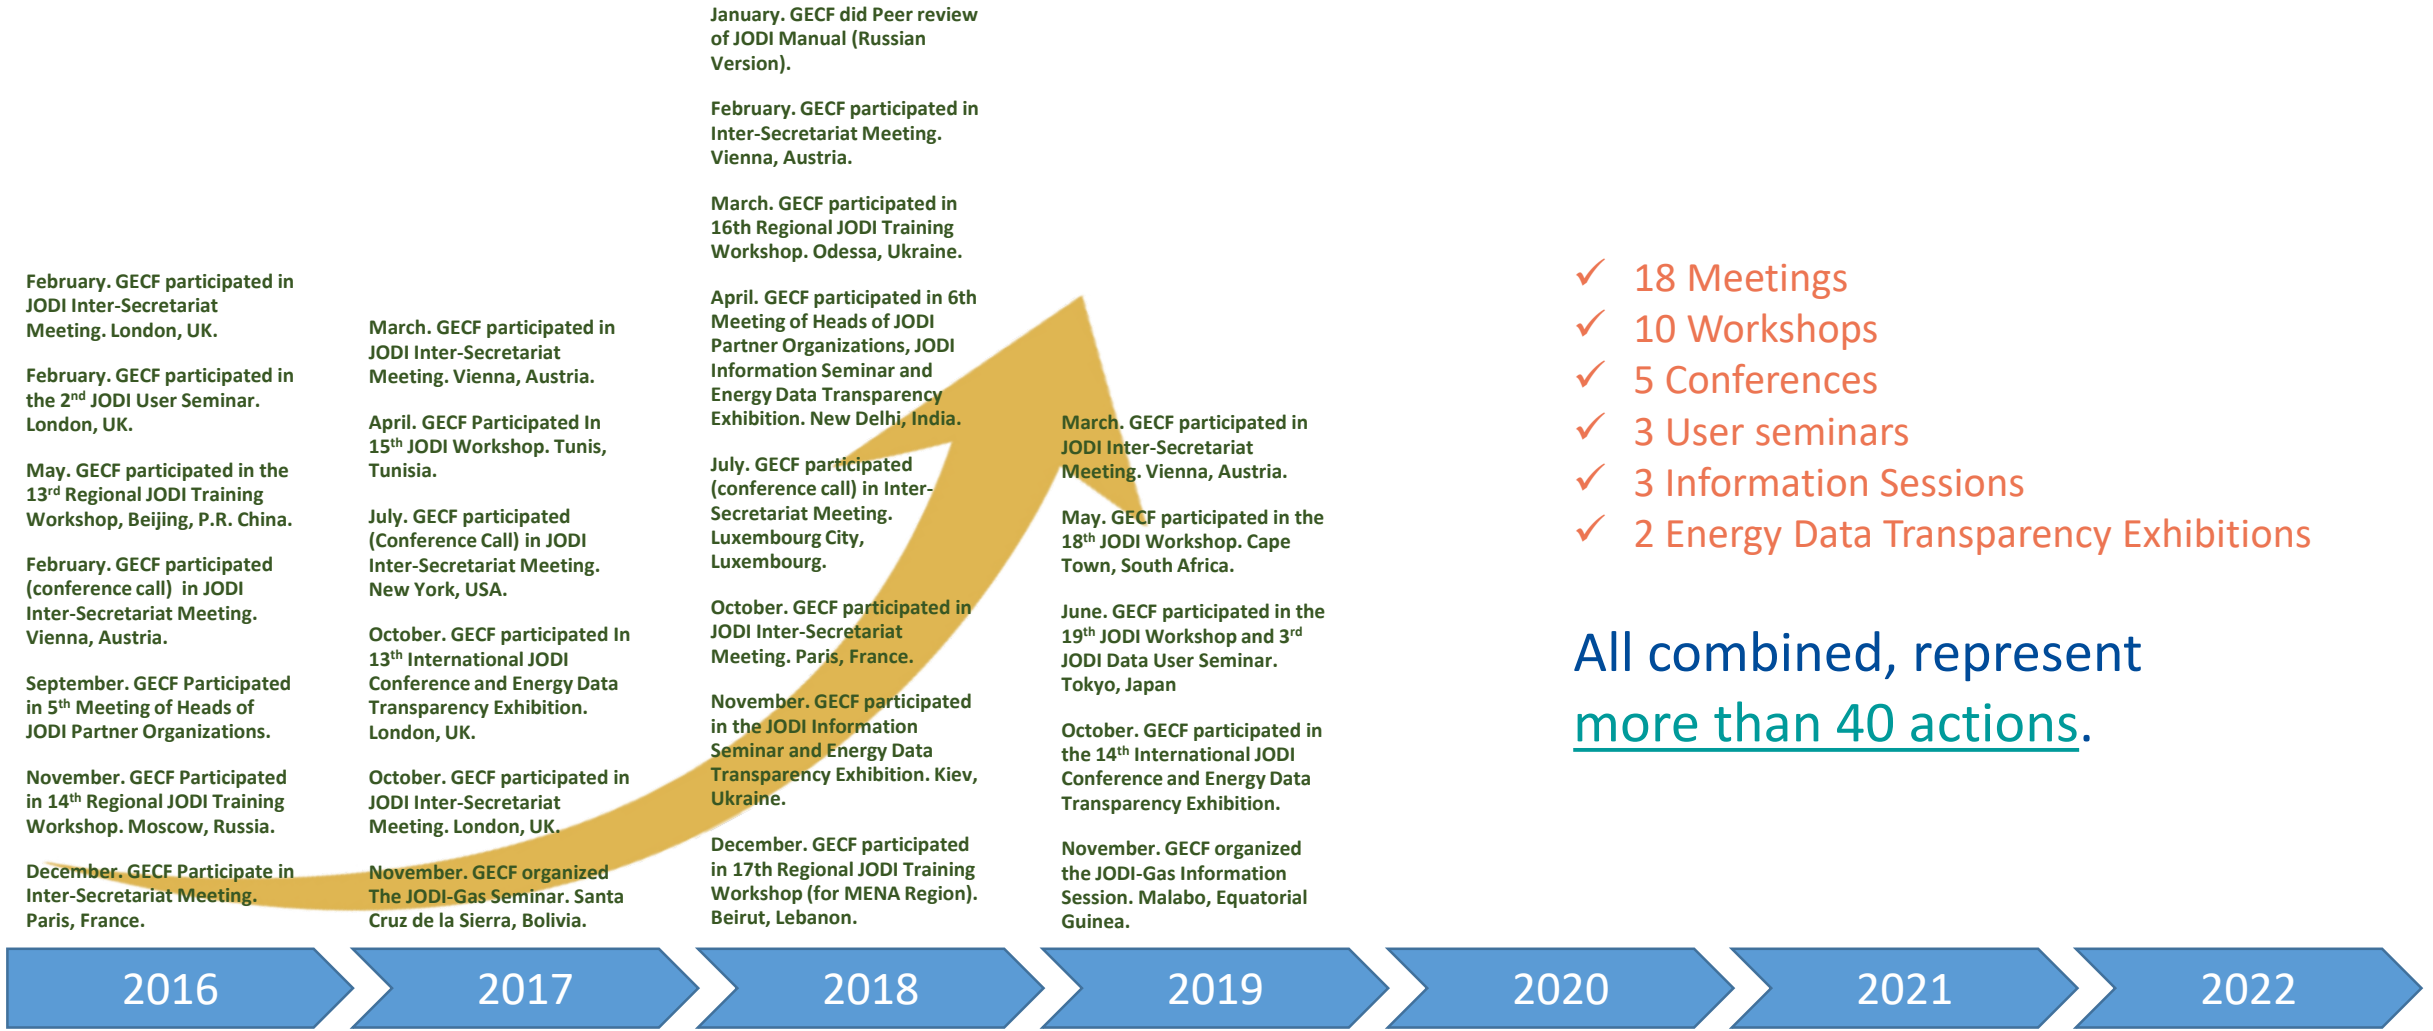 February. GECF participated in
JODI Inter-Secretariat
Meeting. London, UK.
February. GECF participated in
the 2nd JODI User Seminar.
London, UK.
May. GECF participated in the
13rd Regional JODI Training
Workshop, Beijing, P.R. China.
February. GECF participated
(conference call)  in JODI
Inter-Secretariat Meeting.
Vienna, Austria.
September. GECF Participated
in 5th Meeting of Heads of
JODI Partner Organizations.
November. GECF Participated
in 14th Regional JODI Training
Workshop. Moscow, Russia.
December. GECF Participate in
Inter-Secretariat Meeting.
Paris, France.
March. GECF participated in
JODI Inter-Secretariat
Meeting. Vienna, Austria.
April. GECF Participated In
15th JODI Workshop. Tunis,
Tunisia.
July. GECF participated
(Conference Call) in JODI
Inter-Secretariat Meeting.
New York, USA.
October. GECF participated In
13th International JODI
Conference and Energy Data
Transparency Exhibition.
London, UK.
October. GECF participated in
JODI Inter-Secretariat
Meeting. London, UK.
November. GECF organized
The JODI-Gas Seminar. Santa
Cruz de la Sierra, Bolivia.
January. GECF did Peer review
of JODI Manual (Russian
Version).
February. GECF participated in
Inter-Secretariat Meeting.
Vienna, Austria.
March. GECF participated in
16th Regional JODI Training
Workshop. Odessa, Ukraine.
April. GECF participated in 6th
Meeting of Heads of JODI
Partner Organizations, JODI
Information Seminar and
Energy Data Transparency
Exhibition. New Delhi, India.
July. GECF participated
(conference call) in Inter-
Secretariat Meeting.
Luxembourg City,
Luxembourg.
October. GECF participated in
JODI Inter-Secretariat
Meeting. Paris, France.
November. GECF participated
in the JODI Information
Seminar and Energy Data
Transparency Exhibition. Kiev,
Ukraine.
December. GECF participated
in 17th Regional JODI Training
Workshop (for MENA Region).
Beirut, Lebanon.
March. GECF participated in
JODI Inter-Secretariat
Meeting. Vienna, Austria.
May. GECF participated in the
18th JODI Workshop. Cape
Town, South Africa.
June. GECF participated in the
19th JODI Workshop and 3rd
JODI Data User Seminar.
Tokyo, Japan
October. GECF participated in
the 14th International JODI
Conference and Energy Data
Transparency Exhibition.
November. GECF organized
the JODI-Gas Information
Session. Malabo, Equatorial
Guinea.
✓ 18 Meetings
✓ 10 Workshops
✓ 5 Conferences
✓ 3 User seminars
✓ 3 Information Sessions
✓ 2 Energy Data Transparency Exhibitions
All combined, represent
more than 40 actions.
2016
2017
2018
2019
2020
2021
2022